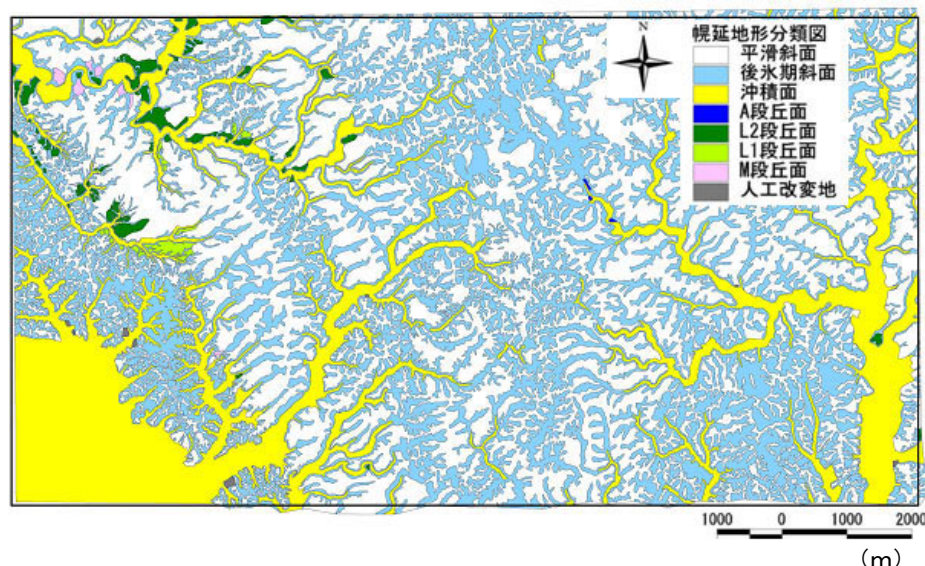 N
幌延地形分類図
平滑斜面
後氷期斜面
沖積面
A段丘面
L2段丘面
L1段丘面
M段丘面
人工改変地
1000 0 1000 2000
(m)